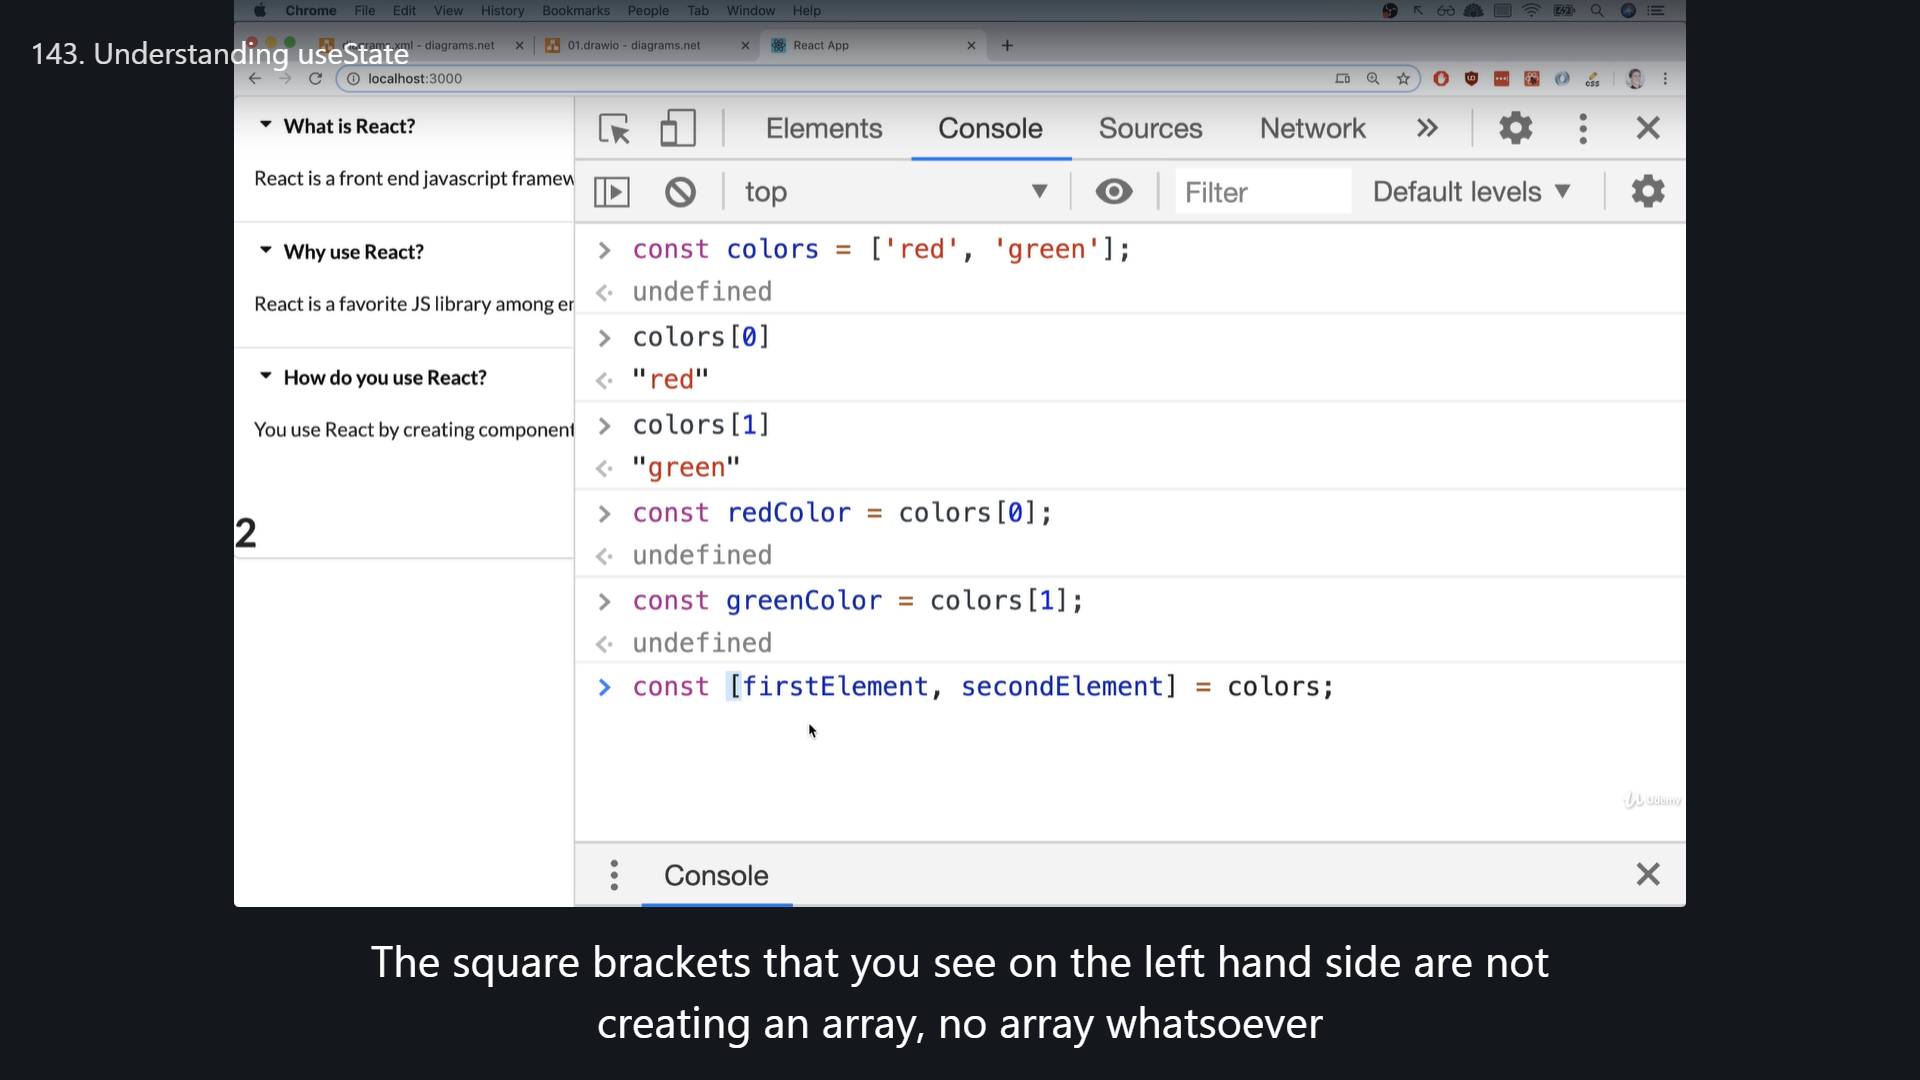 Chrome File Edit View History Bookmarks People Tab Window Help
143. Understanding useState
diagrams.net
01.drawio - diagrams.net
React App
localhost:3000
What is React?
React is a front end javascript framew
Why use React?
React is a favorite JS library among en
How do you use React?
You use React by creating component
2
Elements Console Sources Network
top Filter Default levels
> const colors = ['red', 'green'];
undefined
> colors[0]
"red"
> colors[1]
"green"
> const redColor = colors[0];
undefined
> const greenColor = colors[1];
undefined
> const [firstElement, secondElement] = colors;
Udemy
Console
The square brackets that you see on the left hand side are not
creating an array, no array whatsoever